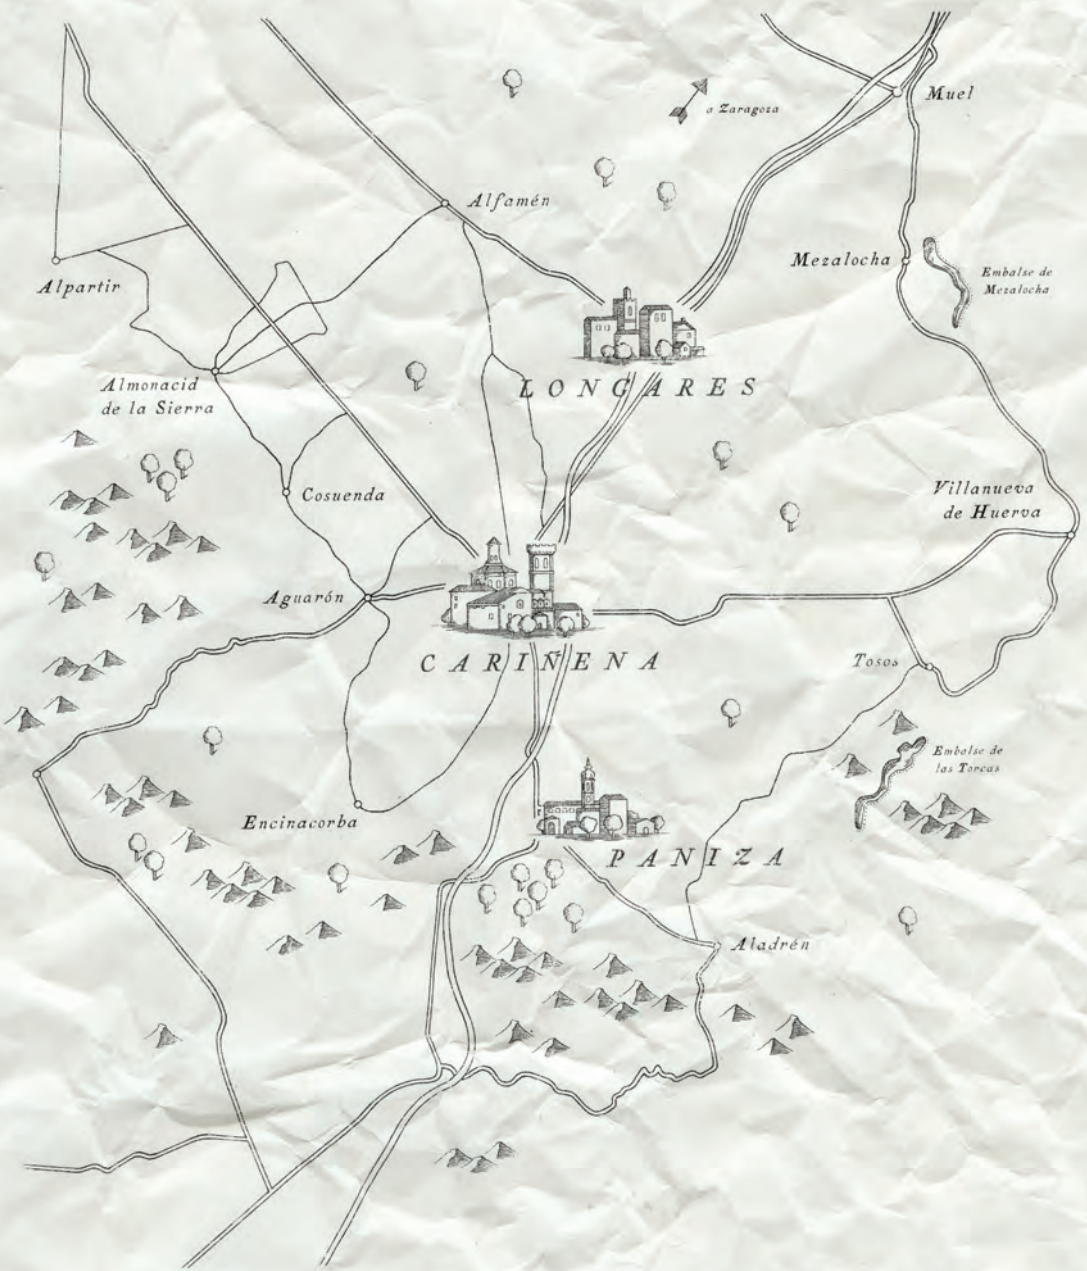 a Zaragoza
Muel
Alfamén
Mezalocha
Embalse de
Mezalocha
Alpartir
LONGARES
Almonacid
de la Sierra
Cosuenda
Villanueva
de Huerva
Aguarón
CARIÑENA
Tosos
Embalse de
las Torcas
Encinacorba
PANIZA
Aladrén